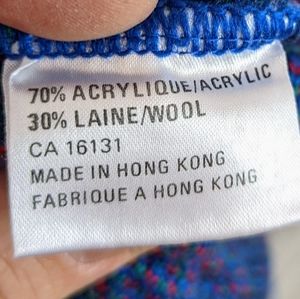 70% ACRYLIQUE/ACRYLIC
30% LAINE/WOOL
CA 16131
MADE IN HONG KONG
FABRIQUE A HONG KONG